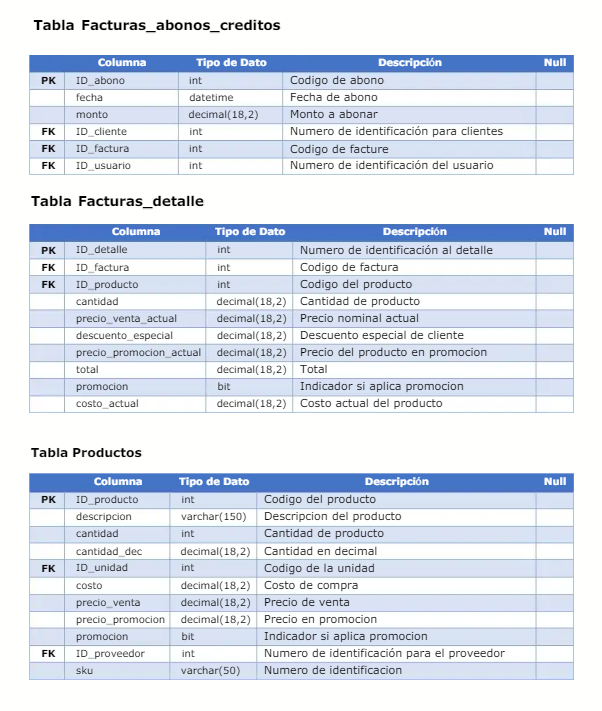 Tabla Facturas_abonos_creditos
Columna Tipo de Dato Descripción Null
PK ID_abono int Codigo de abono
fecha datetime Fecha de abono
monto decimal(18,2) Monto a abonar
FK ID_cliente int Numero de identificación para clientes
FK ID_factura int Codigo de facture
FK ID_usuario int Numero de identificación del usuario
Tabla Facturas_detalle
Columna Tipo de Dato Descripción Null
PK ID_detalle int Numero de identificación al detalle
FK ID_factura int Codigo de factura
FK ID_producto int Codigo del producto
cantidad decimal(18,2) Cantidad de producto
precio_venta_actual decimal(18,2) Precio nominal actual
descuento_especial decimal(18,2) Descuento especial de cliente
precio_promocion_actual decimal(18,2) Precio del producto en promocion
total decimal(18,2) Total
promocion bit Indicador si aplica promocion
costo_actual decimal(18,2) Costo actual del producto
Tabla Productos
Columna Tipo de Dato Descripción Null
PK ID_producto int Codigo del producto
descripcion varchar(150) Descripcion del producto
cantidad int Cantidad de producto
cantidad_dec decimal(18,2) Cantidad en decimal
FK ID_unidad int Codigo de la unidad
costo decimal(18,2) Costo de compra
precio_venta decimal(18,2) Precio de venta
precio_promocion decimal(18,2) Precio en promocion
promocion bit Indicador si aplica promocion
FK ID_proveedor int Numero de identificación para el proveedor
sku varchar(50) Numero de identificacion